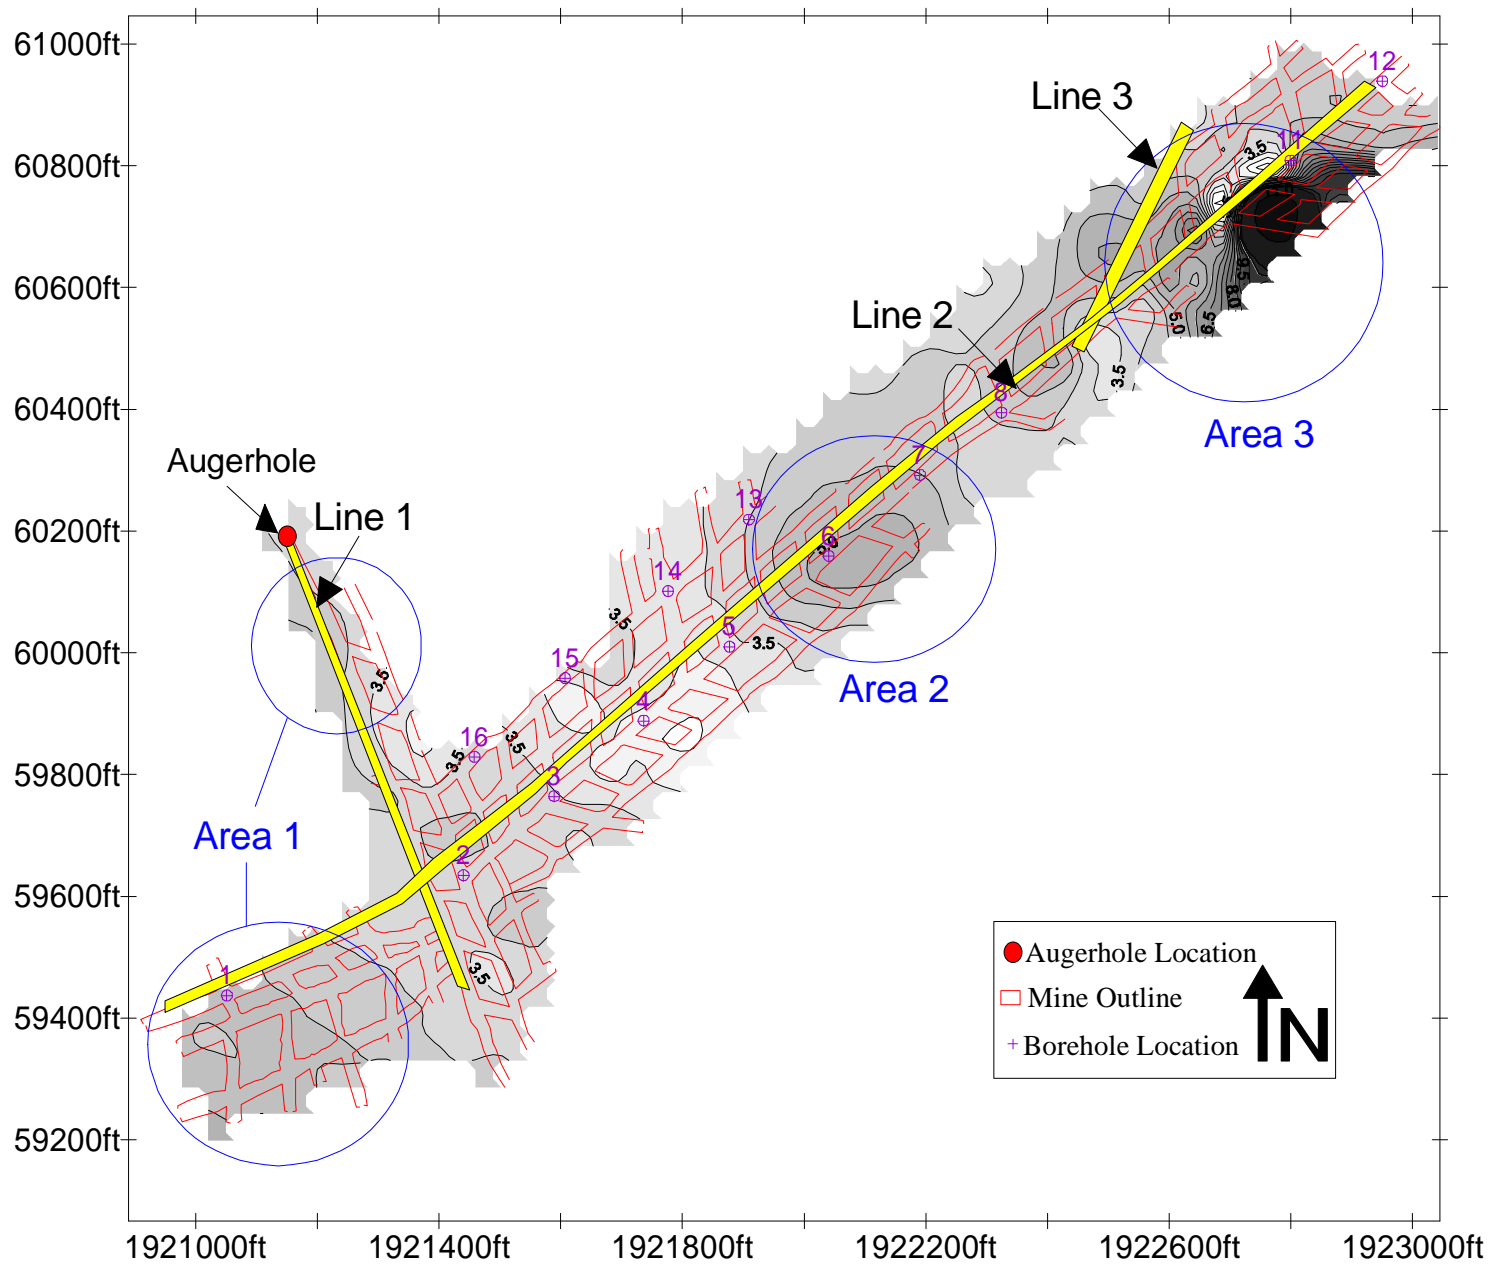 61000ft
12
Line 3
3.5
11
60800ft
60600ft
9.5
8.0
6.5
5.0
Line 2
3.5
8
60400ft
Area 3
7
Augerhole
13
Line 1
60200ft
6
5.0
14
3.5
5
3.5
60000ft
15
3.5
Area 2
4
16
3.5
3.5
59800ft
3
Area 1
2
59600ft
3.5
1
Augerhole Location
Mine Outline
Borehole Location
N
59400ft
59200ft
1921000ft
1921400ft
1921800ft
1922200ft
1922600ft
1923000ft